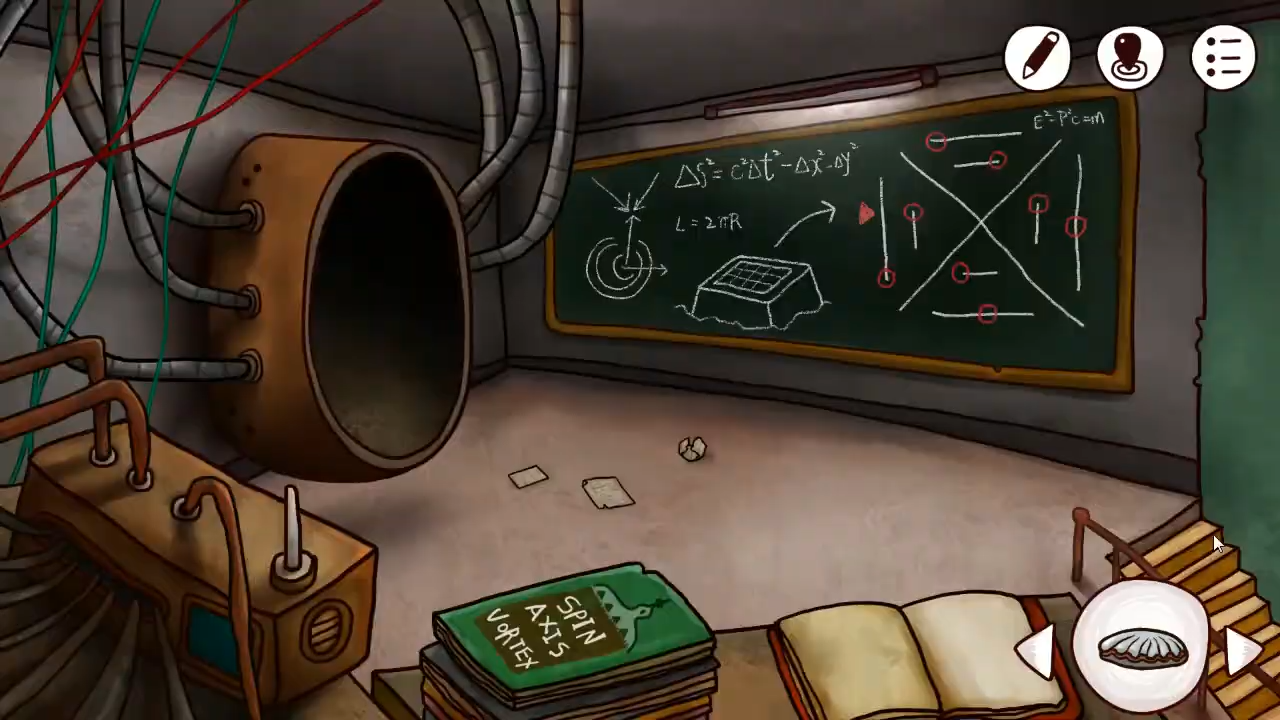 E²=P²c=m
Δs²=c²Δt²-Δx²-Δy²
L=2πR
SPIN
AXIS
VORTEX